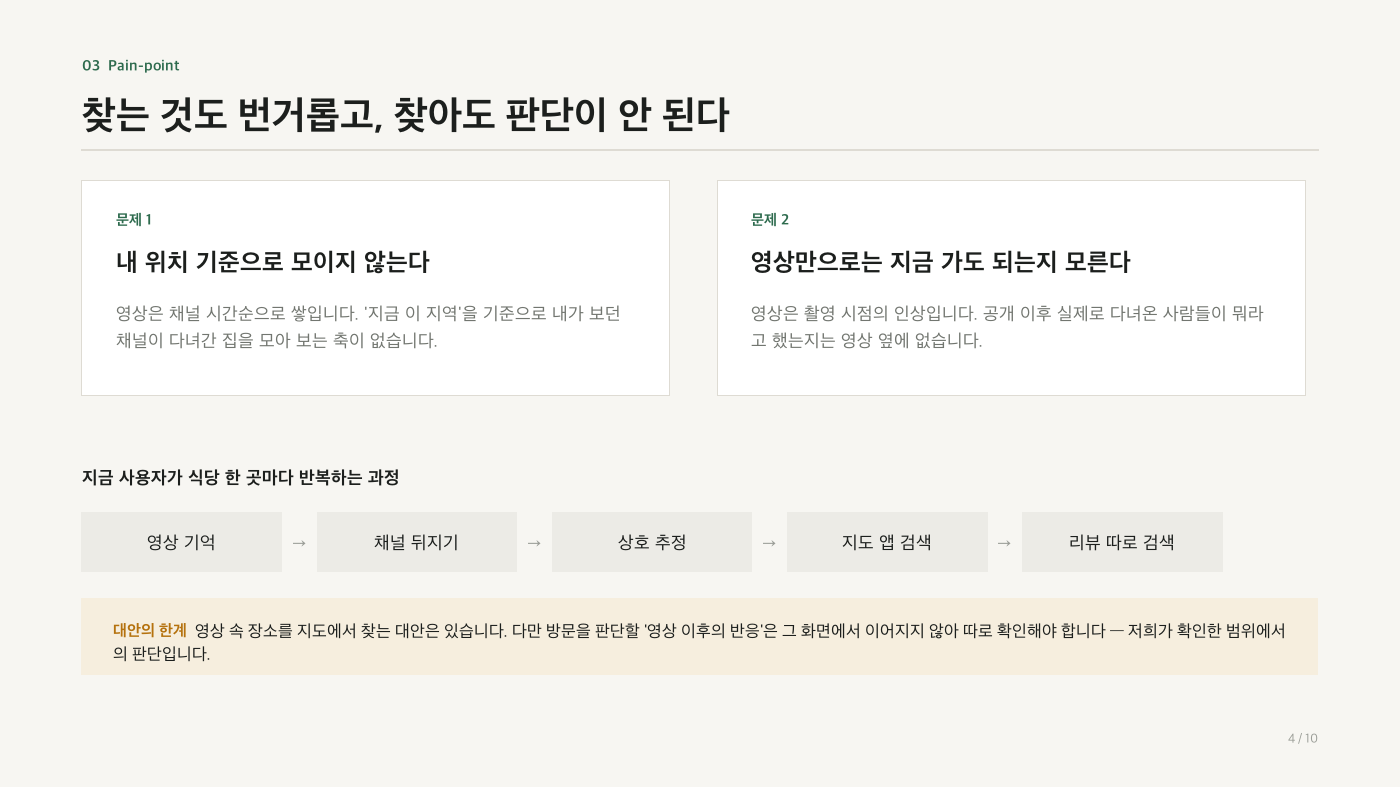 03 Pain-point
찾는 것도 번거롭고, 찾아도 판단이 안 된다
문제 1
내 위치 기준으로 모이지 않는다
영상은 채널 시간순으로 쌓입니다. '지금 이 지역'을 기준으로 내가 보던
채널이 다녀간 집을 모아 보는 축이 없습니다.
문제 2
영상만으로는 지금 가도 되는지 모른다
영상은 촬영 시점의 인상입니다. 공개 이후 실제로 다녀온 사람들이 뭐라
고 했는지는 영상 옆에 없습니다.
지금 사용자가 식당 한 곳마다 반복하는 과정
영상 기억 → 채널 뒤지기 → 상호 추정 → 지도 앱 검색 → 리뷰 따로 검색
대안의 한계 영상 속 장소를 지도에서 찾는 대안은 있습니다. 다만 방문을 판단할 '영상 이후의 반응'은 그 화면에서 이어지지 않아 따로 확인해야 합니다 — 저희가 확인한 범위에서
의 판단입니다.
4 / 10